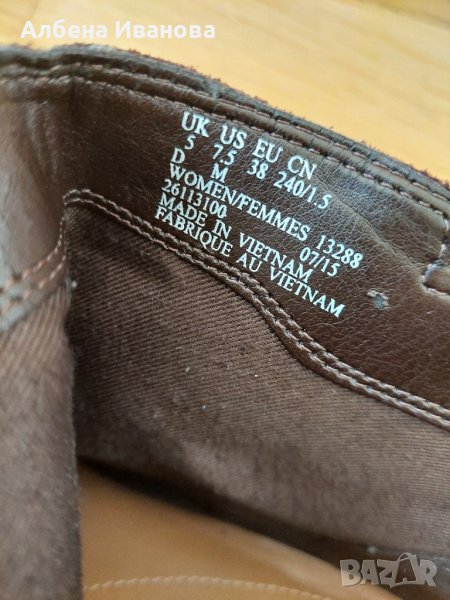 Албена Иванова
UK US EU CN
5 7.5 38 240/1.5
D M
WOMEN/FEMMES 13288
26113100 07/15
MADE IN VIETNAM
FABRIQUE AU VIETNAM
BAZAR